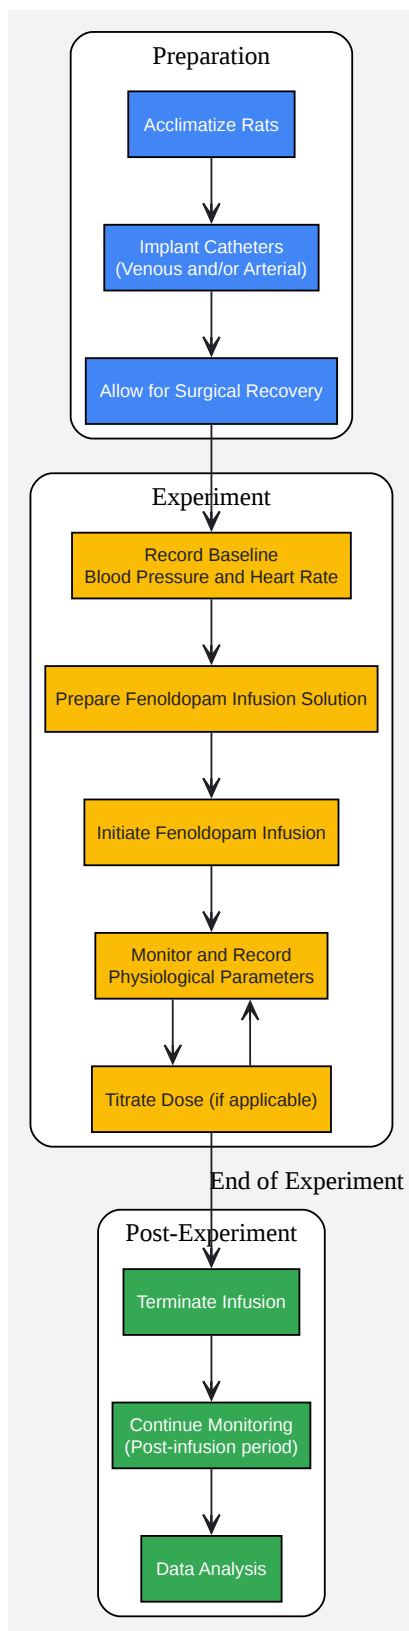 Preparation
Acclimatize Rats
Implant Catheters
(Venous and/or Arterial)
Allow for Surgical Recovery
Experiment
Record Baseline
Blood Pressure and Heart Rate
Prepare Fenoldopam Infusion Solution
Initiate Fenoldopam Infusion
Monitor and Record
Physiological Parameters
Titrate Dose (if applicable)
End of Experiment
Post-Experiment
Terminate Infusion
Continue Monitoring
(Post-infusion period)
Data Analysis